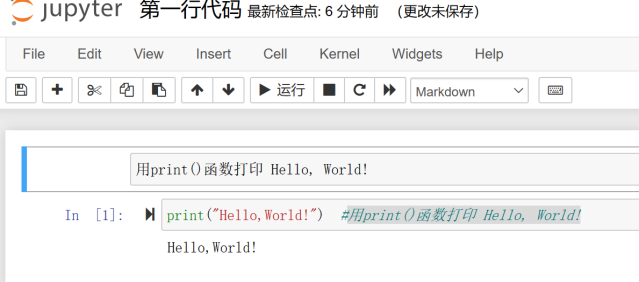 jupyter 第一行代码 最新检查点: 6 分钟前 (更改未保存)
File Edit View Insert Cell Kernel Widgets Help
运行 Markdown
用print()函数打印 Hello, World!
In [1]: print("Hello,World!") #用print()函数打印 Hello, World!
Hello,World!